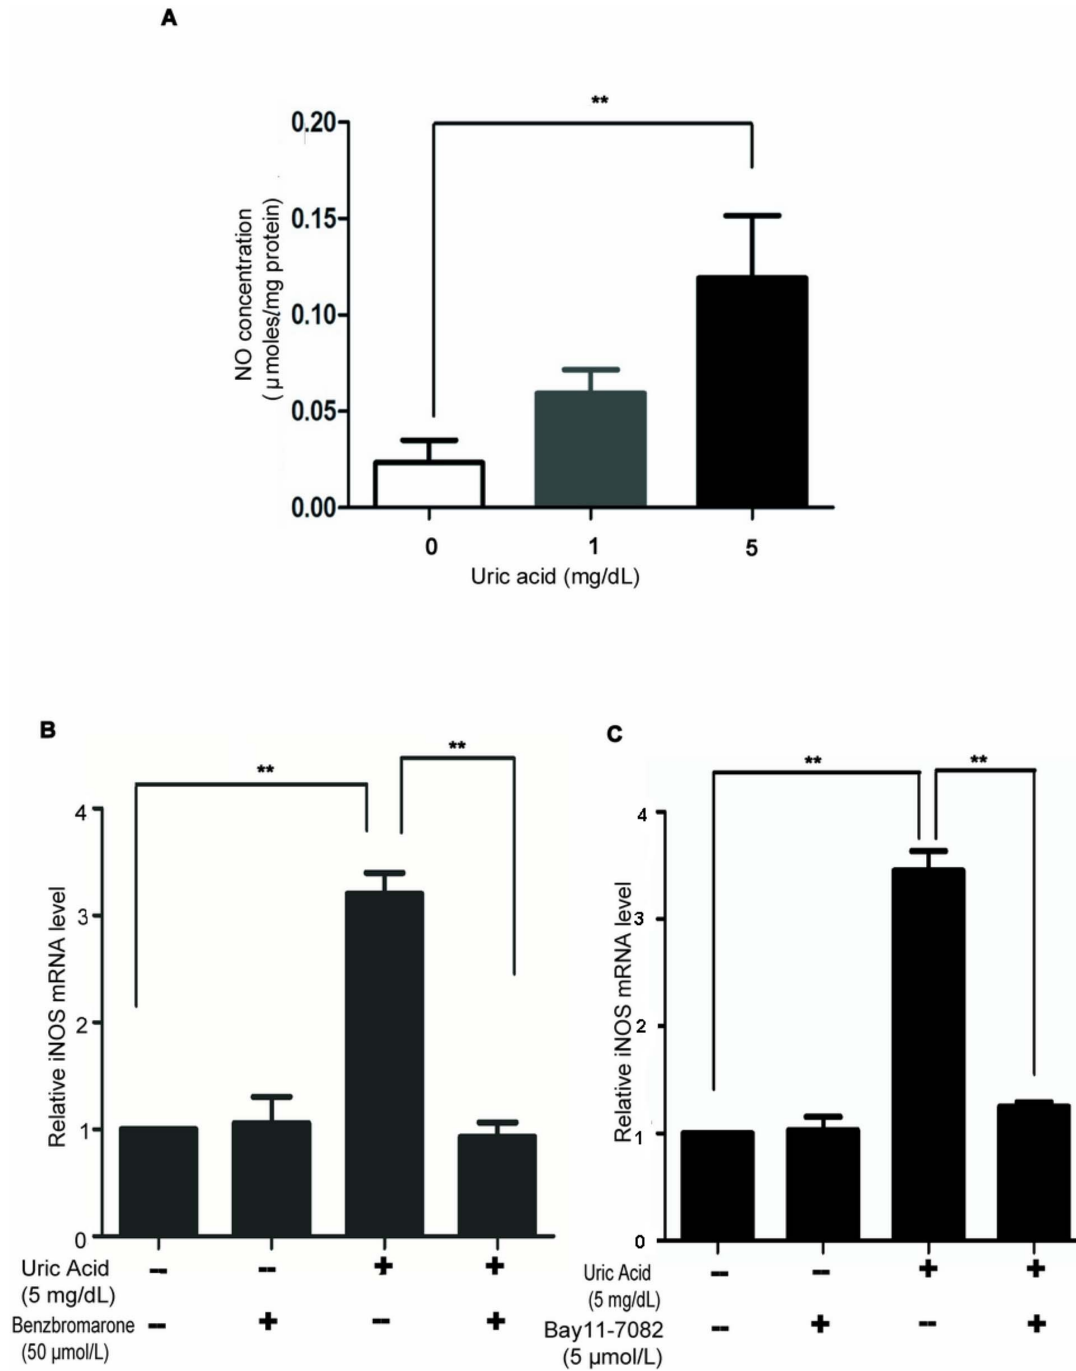 A
**
0.20
0.15
0.10
0.05
0.00
NO concentration
(μmoles/mg protein)
0 1 5
Uric acid (mg/dL)
B
**
**
4
3
2
1
0
Relative iNOS mRNA level
Uric Acid -- -- + +
(5 mg/dL)
Benzbromarone -- + -- +
(50 μmol/L)
C
**
**
4
3
2
1
0
Relative iNOS mRNA level
Uric Acid -- -- + +
(5 mg/dL)
Bay11-7082 -- + -- +
(5 μmol/L)